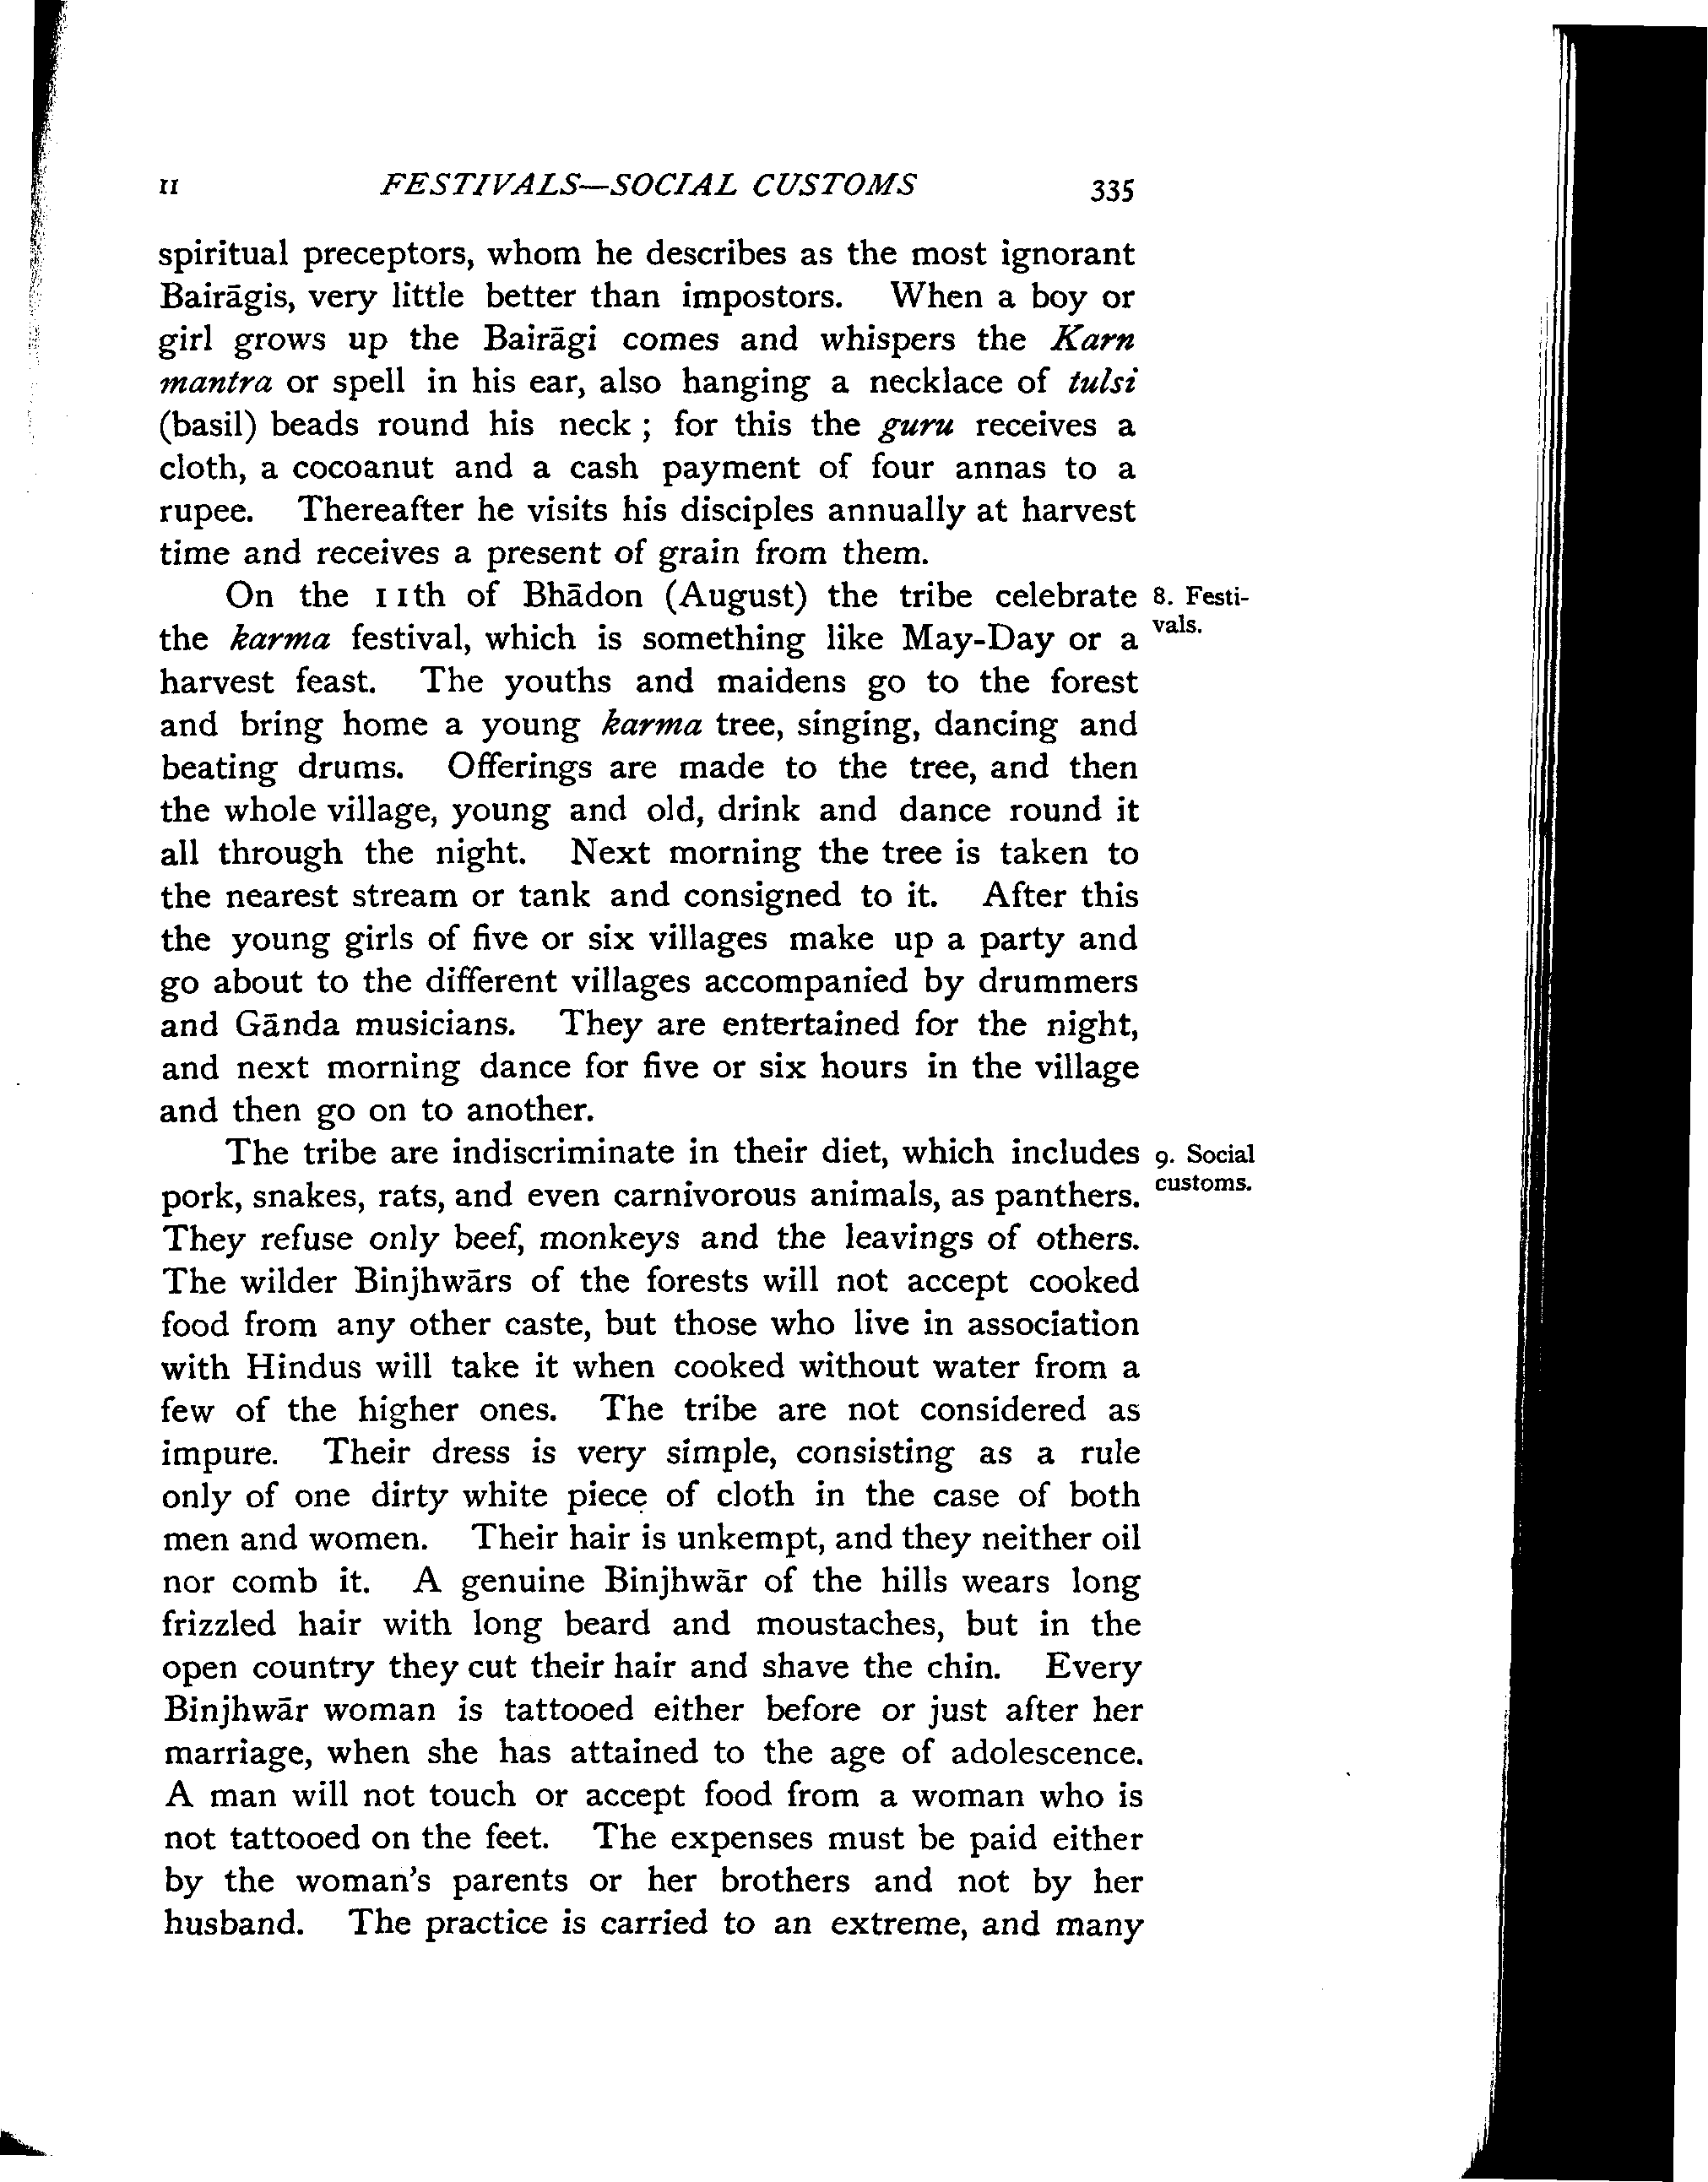 II FESTIVALS—SOCIAL CUSTOMS 335
spiritual preceptors, whom he describes as the most ignorant
Bairāgis, very little better than impostors. When a boy or
girl grows up the Bairāgi comes and whispers the Karn
mantra or spell in his ear, also hanging a necklace of tulsi
(basil) beads round his neck ; for this the guru receives a
cloth, a cocoanut and a cash payment of four annas to a
rupee. Thereafter he visits his disciples annually at harvest
time and receives a present of grain from them.
On the 11th of Bhādon (August) the tribe celebrate
8. Festi-
vals.
the karma festival, which is something like May-Day or a
harvest feast. The youths and maidens go to the forest
and bring home a young karma tree, singing, dancing and
beating drums. Offerings are made to the tree, and then
the whole village, young and old, drink and dance round it
all through the night. Next morning the tree is taken to
the nearest stream or tank and consigned to it. After this
the young girls of five or six villages make up a party and
go about to the different villages accompanied by drummers
and Gānda musicians. They are entertained for the night,
and next morning dance for five or six hours in the village
and then go on to another.
The tribe are indiscriminate in their diet, which includes
9. Social
customs.
pork, snakes, rats, and even carnivorous animals, as panthers.
They refuse only beef, monkeys and the leavings of others.
The wilder Binjhwārs of the forests will not accept cooked
food from any other caste, but those who live in association
with Hindus will take it when cooked without water from a
few of the higher ones. The tribe are not considered as
impure. Their dress is very simple, consisting as a rule
only of one dirty white piece of cloth in the case of both
men and women. Their hair is unkempt, and they neither oil
nor comb it. A genuine Binjhwār of the hills wears long
frizzled hair with long beard and moustaches, but in the
open country they cut their hair and shave the chin. Every
Binjhwār woman is tattooed either before or just after her
marriage, when she has attained to the age of adolescence.
A man will not touch or accept food from a woman who is
not tattooed on the feet. The expenses must be paid either
by the woman's parents or her brothers and not by her
husband. The practice is carried to an extreme, and many